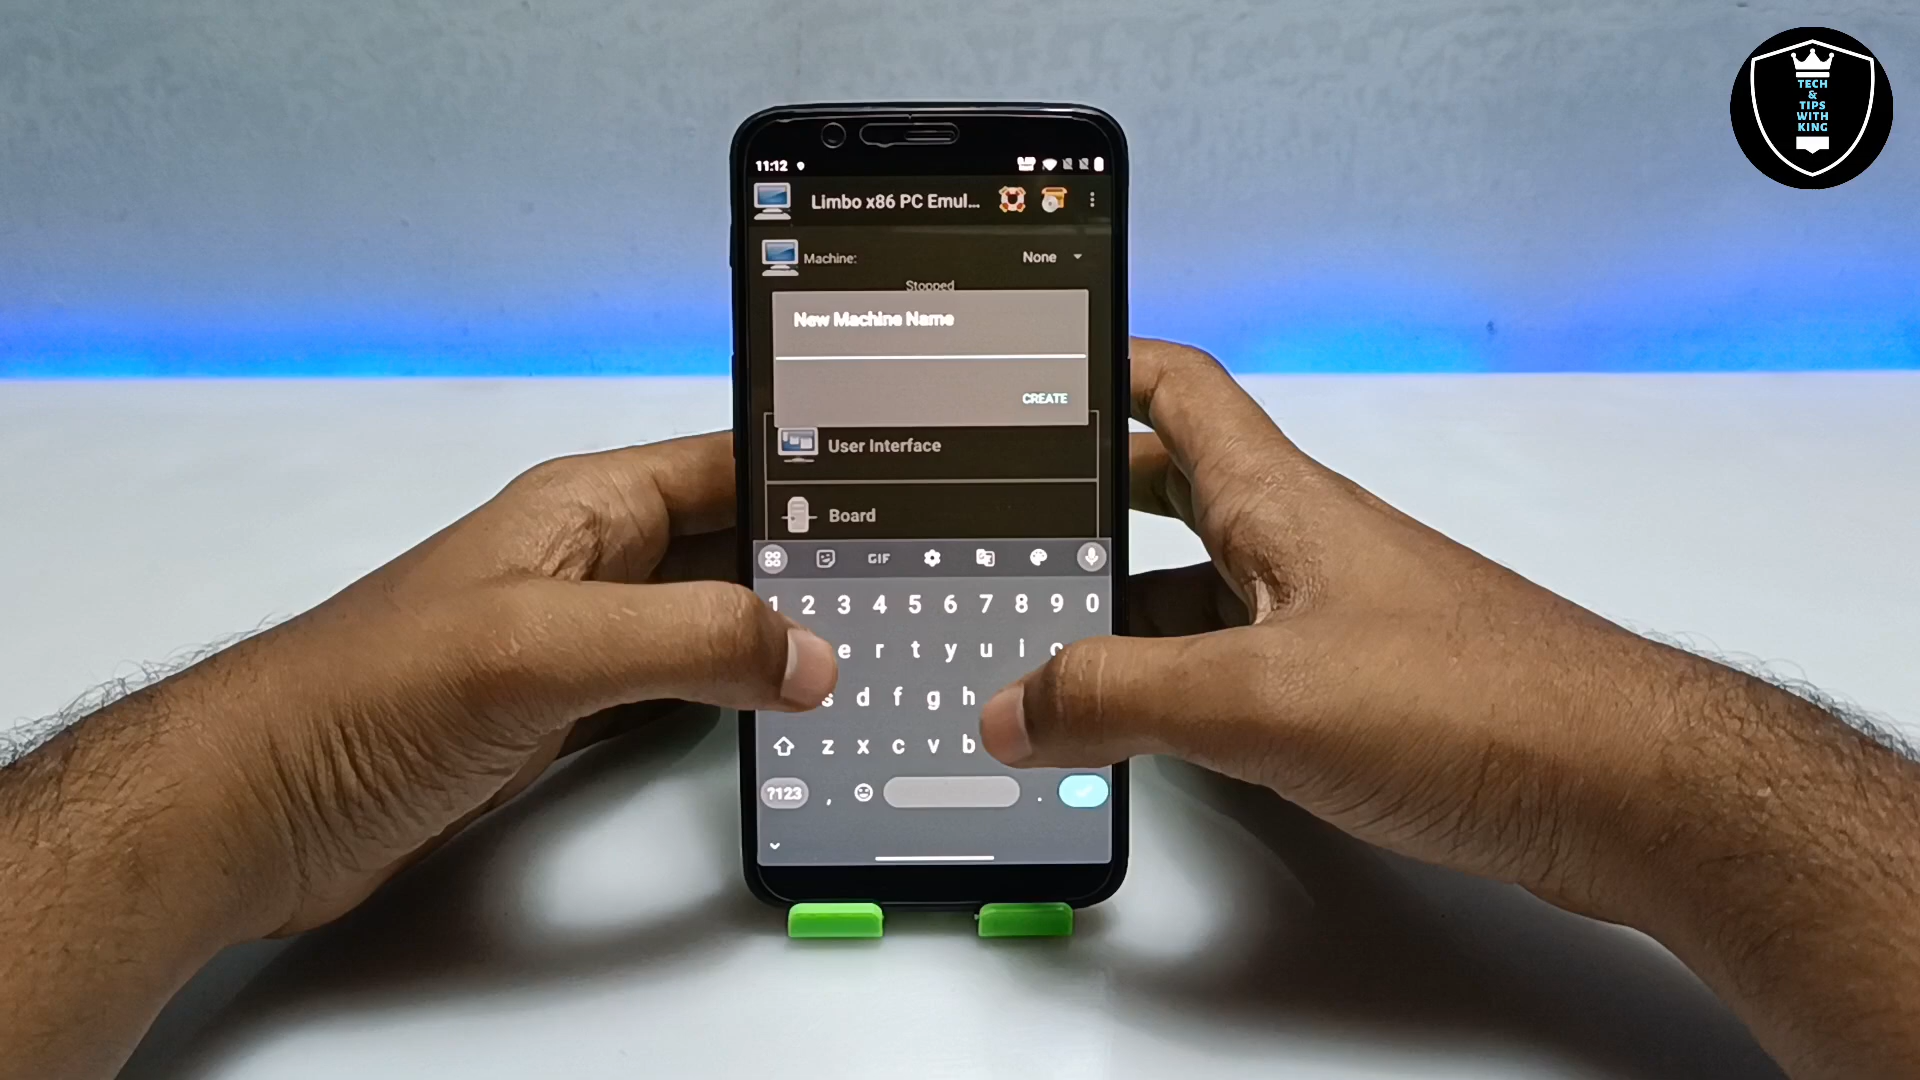 TECH
&
TIPS
WITH
KING
11:12
Limbo x86 PC Emul...
Machine:
None
Stopped
New Machine Name
CREATE
User Interface
Board
GIF
1 2 3 4 5 6 7 8 9 0
e r t y u i o
s d f g h
z x c v b
?123 , .